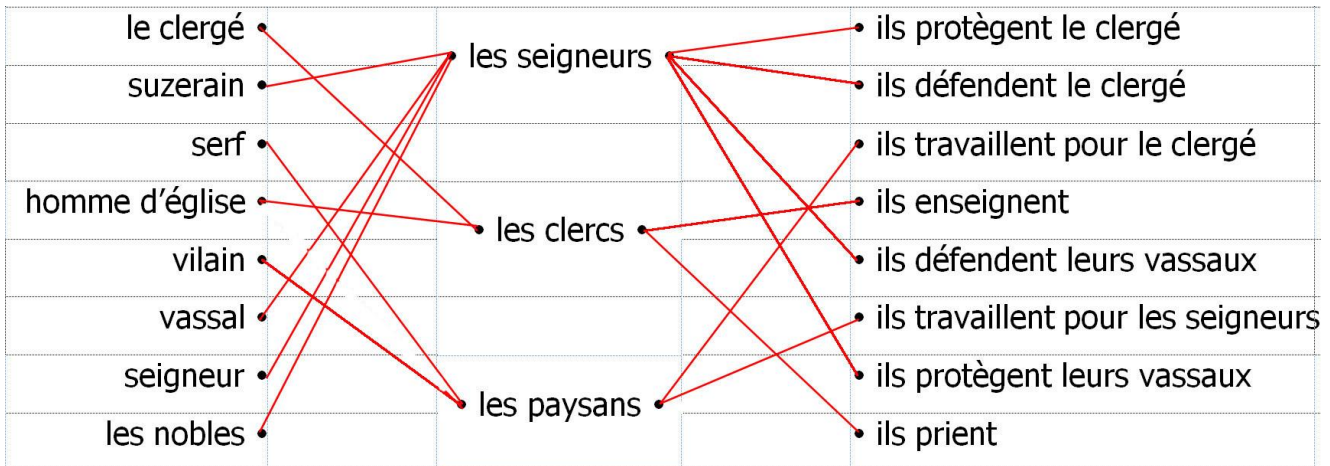 le clergé
suzerain
serf
homme d'église
vilain
vassal
seigneur
les nobles
les seigneurs
les clercs
les paysans
ils protègent le clergé
ils défendent le clergé
ils travaillent pour le clergé
ils enseignent
ils défendent leurs vassaux
ils travaillent pour les seigneurs
ils protègent leurs vassaux
ils prient